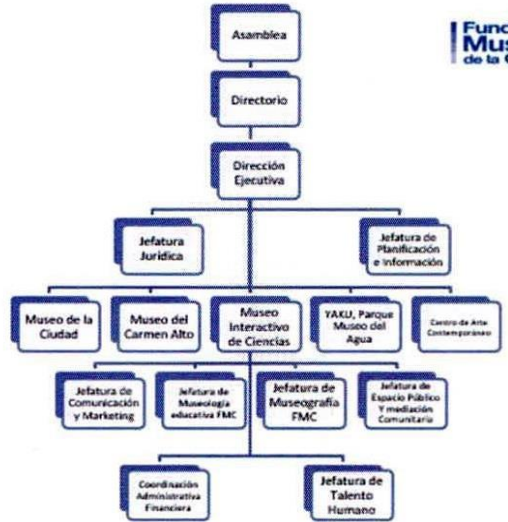 Fund
Mus
de la C
Asamblea
Directorio
Dirección
Ejecutiva
Jefatura
Jurídica
Jefatura de
Planificación
e Información
Museo de la
Ciudad
Museo del
Carmen Alto
Museo
Interactivo
de Ciencias
YAKU, Parque
Museo del
Agua
Centro de Arte
Contemporáneo
Jefatura de
Comunicación
y Marketing
Jefatura de
Museología
educativa FMC
Jefatura de
Museografía
FMC
Jefatura de
Espacio Público
Y mediación
Comunitaria
Coordinación
Administrativa
Financiera
Jefatura de
Talento
Humano